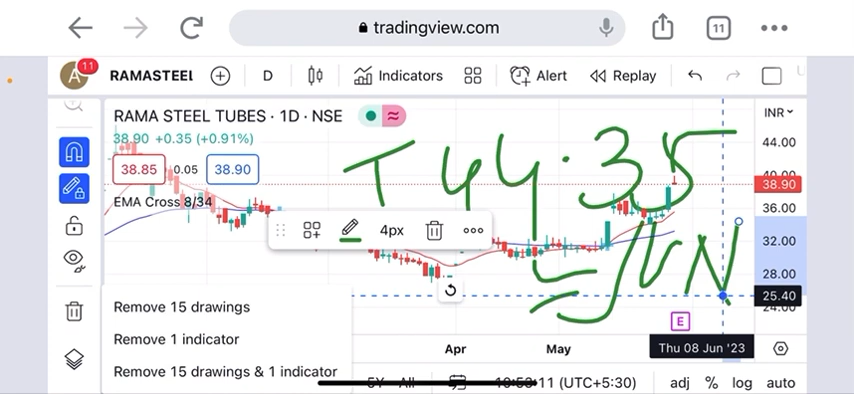 tradingview.com
11
A
11
RAMASTEEL
D
Indicators
Alert
Replay
RAMA STEEL TUBES · 1D · NSE
INR
38.90 +0.35 (+0.91%)
38.85
0.05
38.90
EMA Cross 8/34
4px
44.00
40.00
38.90
36.00
32.00
28.00
25.40
24.00
T 44.35
Remove 15 drawings
Remove 1 indicator
Remove 15 drawings & 1 indicator
E
Apr
May
Thu 08 Jun '23
5Y
All
(UTC+5:30)
adj
%
log
auto